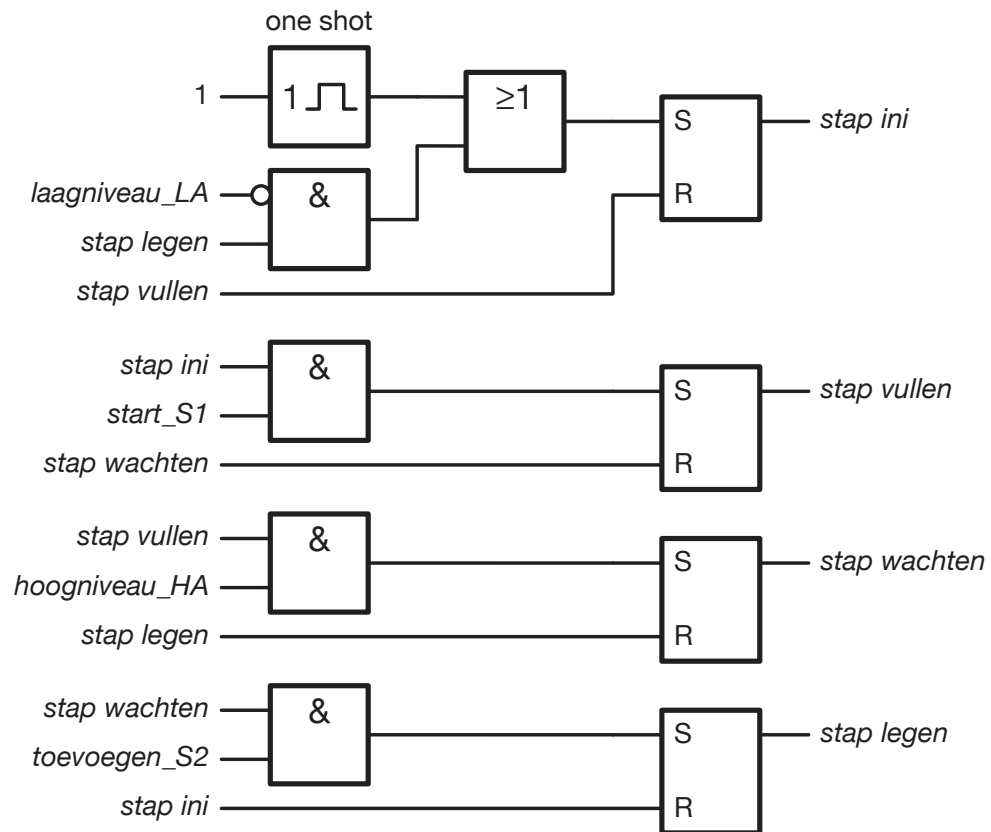 one shot
1
1
≥1
S
stap ini
laagniveau_LA
&
R
stap legen
stap vullen
stap ini
&
S
stap vullen
start_S1
stap wachten
R
stap vullen
&
S
stap wachten
hoogniveau_HA
stap legen
R
stap wachten
&
S
stap legen
toevoegen_S2
stap ini
R